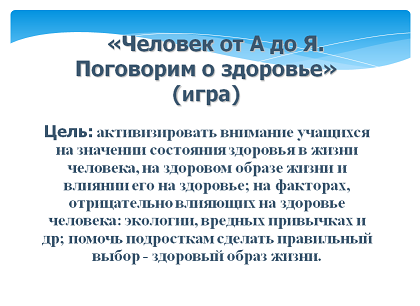 «Человек от А до Я.
Поговорим о здоровье»
(игра)
Цель: активизировать внимание учащихся
на значении состояния здоровья в жизни
человека, на здоровом образе жизни и
влиянии его на здоровье; на факторах,
отрицательно влияющих на здоровье
человека: экологии, вредных привычках и
др; помочь подросткам сделать правильный
выбор - здоровый образ жизни.